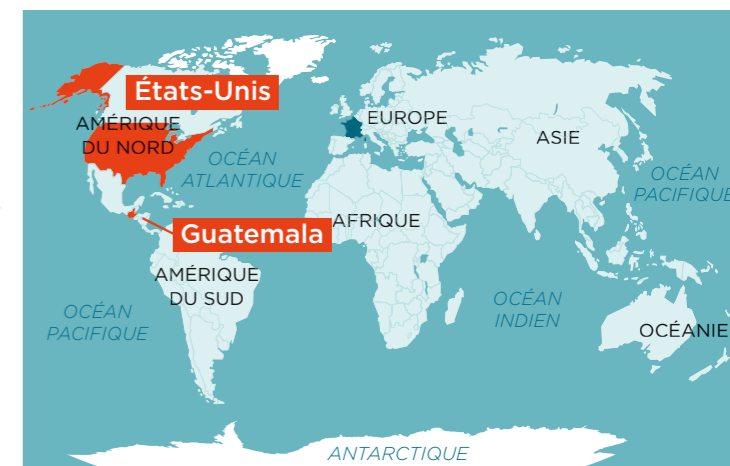 États-Unis
AMÉRIQUE
DU NORD
EUROPE
ASIE
OCÉAN
ATLANTIQUE
OCÉAN
PACIFIQUE
AFRIQUE
Guatemala
AMÉRIQUE
DU SUD
OCÉAN
PACIFIQUE
OCÉAN
INDIEN
OCÉANIE
ANTARCTIQUE